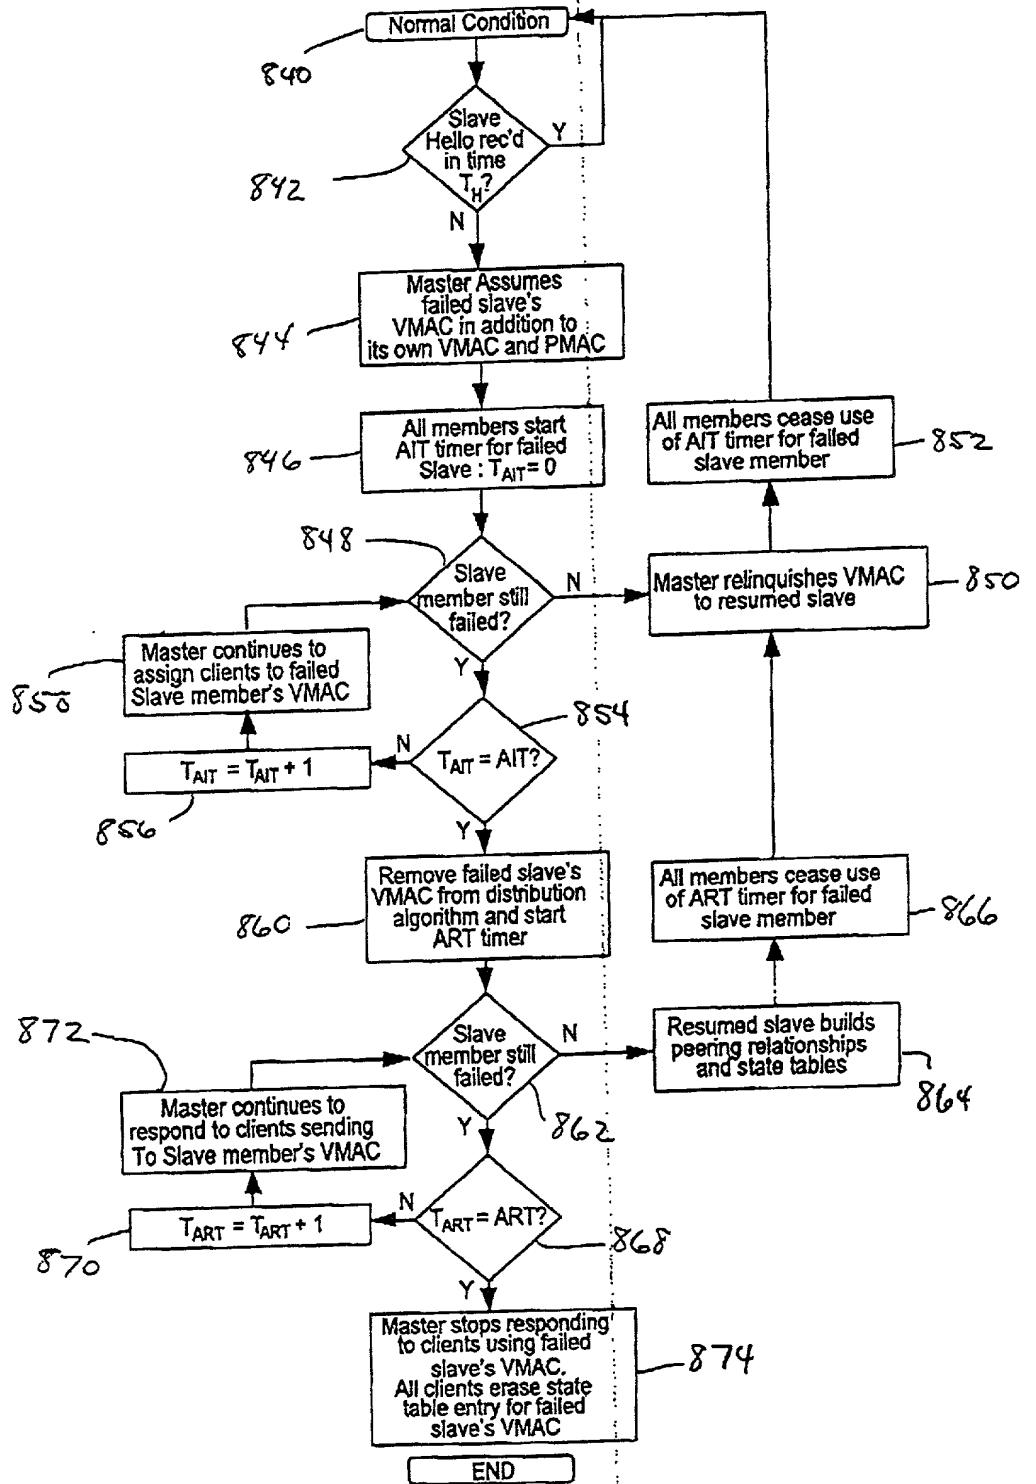 Normal Condition
840
Slave
Hello rec'd
in time
T_H?
Y
842
N
Master Assumes
failed slave's
VMAC in addition to
its own VMAC and PMAC
844
All members start
AIT timer for failed
Slave : T_AIT = 0
846
All members cease use
of AIT timer for failed
slave member
852
848
Slave
member still
failed?
N
Y
Master relinquishes VMAC
to resumed slave
850
Master continues to
assign clients to failed
Slave member's VMAC
858
854
T_AIT = AIT?
N
T_AIT = T_AIT + 1
856
Y
Remove failed slave's
VMAC from distribution
algorithm and start
ART timer
860
All members cease use
of ART timer for failed
slave member
866
872
Slave
member still
failed?
N
Y
862
Resumed slave builds
peering relationships
and state tables
864
Master continues to
respond to clients sending
To Slave member's VMAC
T_ART = ART?
N
868
T_ART = T_ART + 1
870
Y
Master stops responding
to clients using failed
slave's VMAC.
All clients erase state
table entry for failed
slave's VMAC
874
END